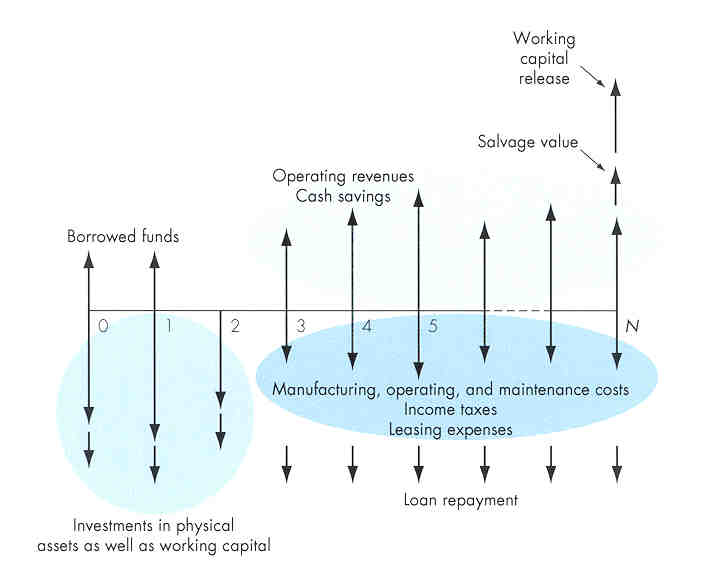 Working
capital
release
Salvage value
Operating revenues
Cash savings
Borrowed funds
0
1
2
3
4
5
N
Manufacturing, operating, and maintenance costs
Income taxes
Leasing expenses
Loan repayment
Investments in physical
assets as well as working capital